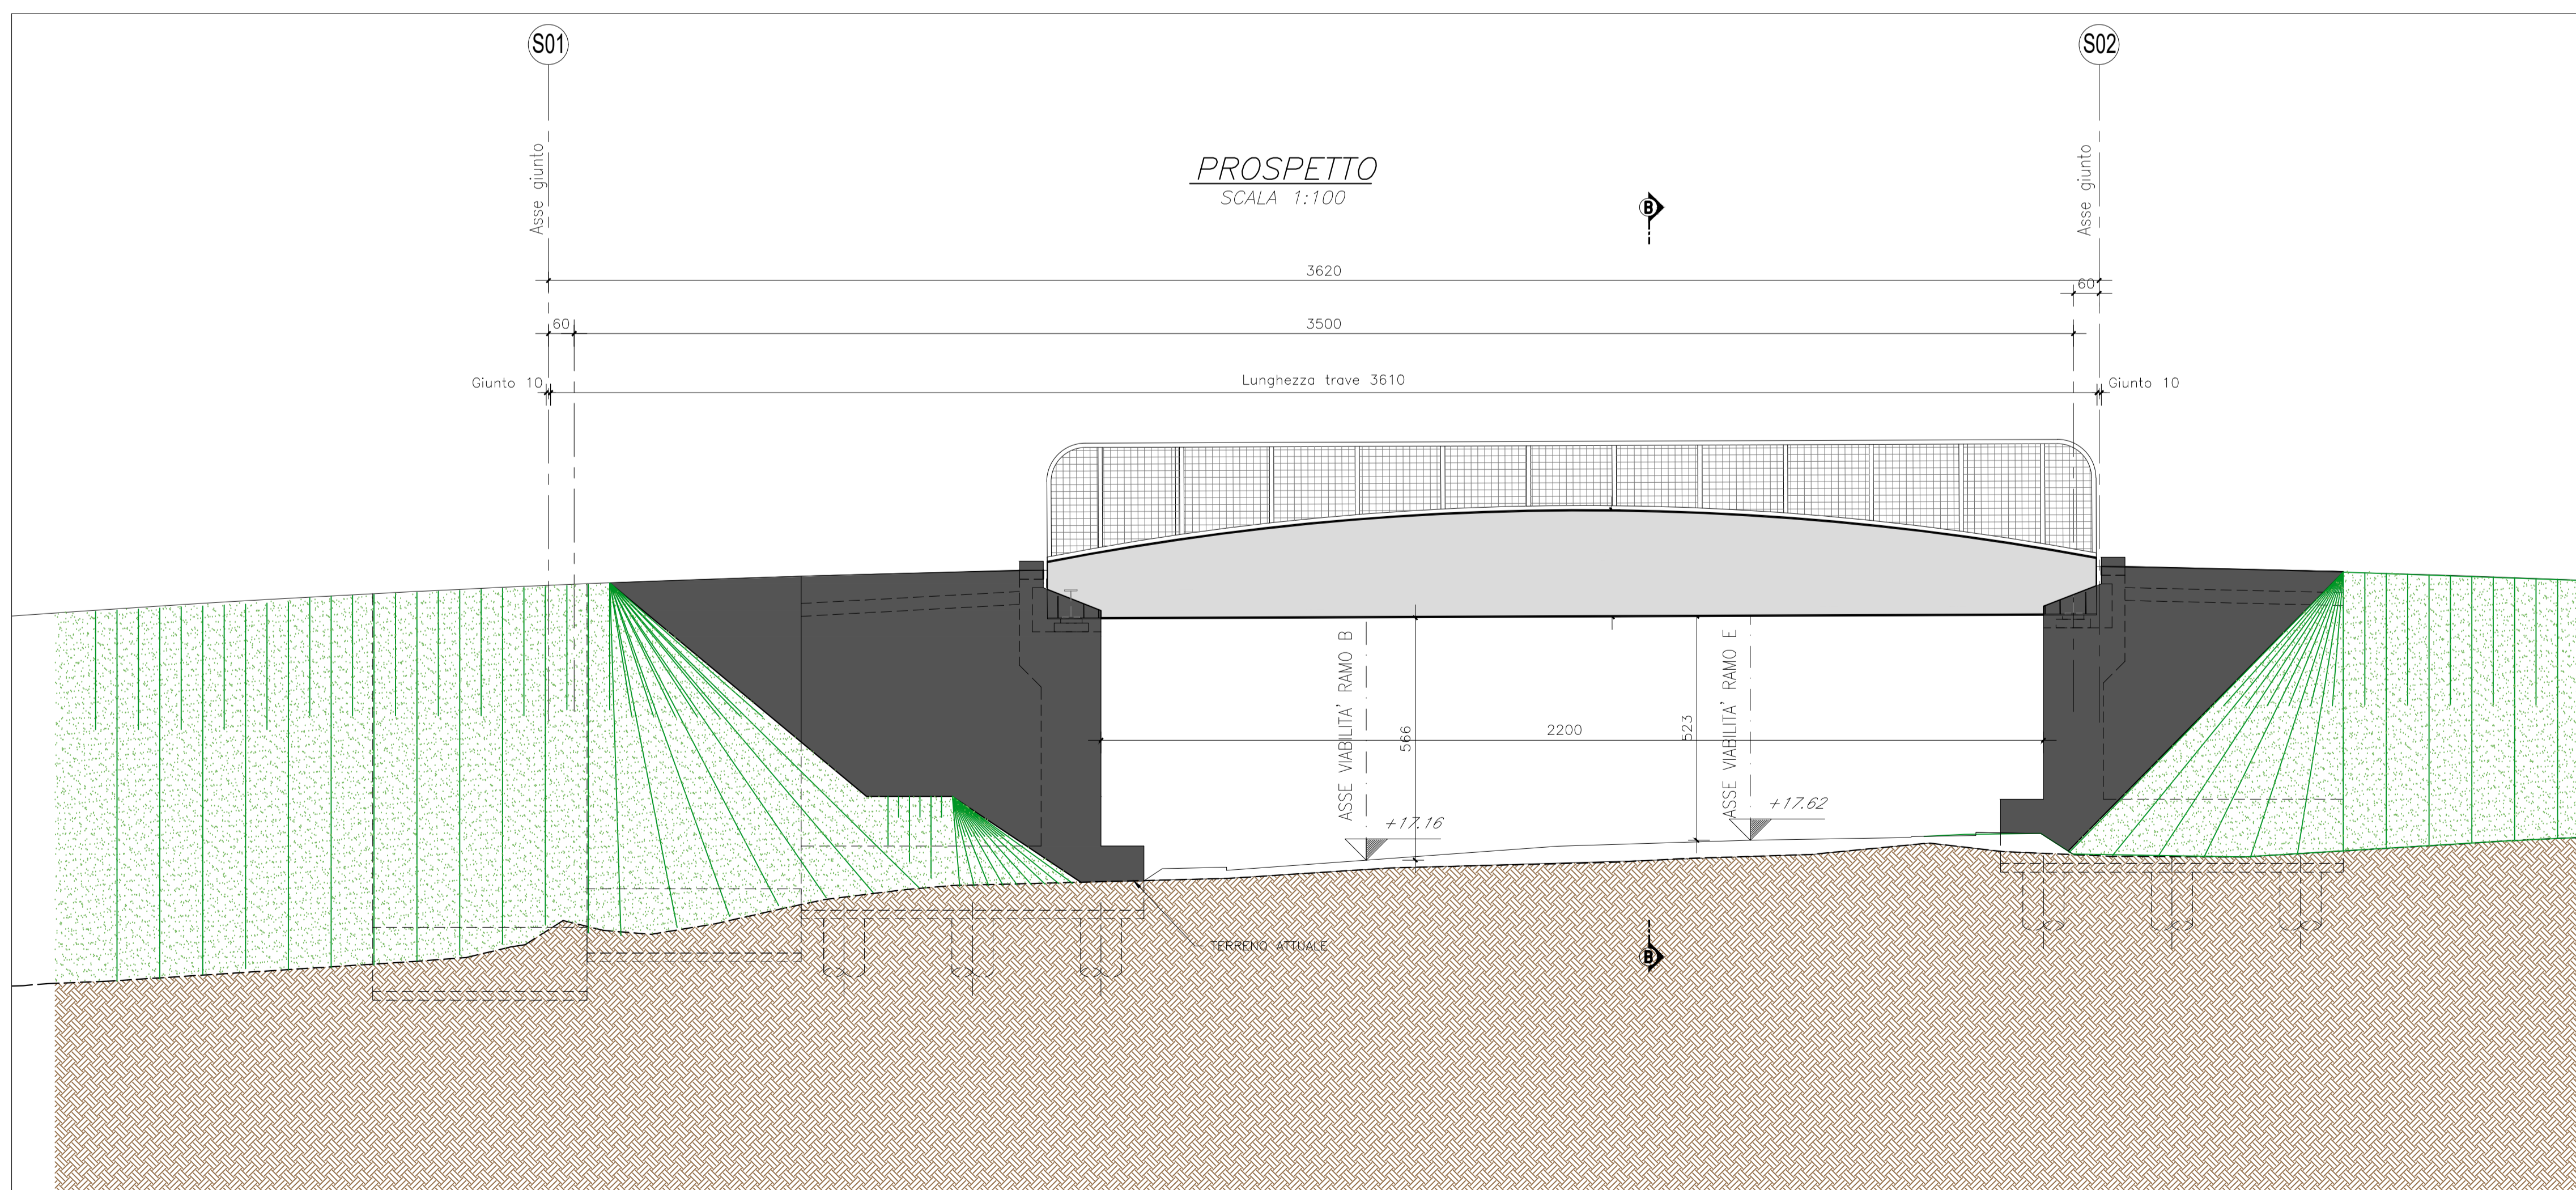 S01
S02
Asse giunto
Asse giunto
PROSPETTO
SCALA 1:100
B
3620
60
60
3500
Giunto 10
Lunghezza trave 3610
Giunto 10
ASSE VIABILITA' RAMO B
566
2200
523
ASSE VIABILITA' RAMO E
+17.16
+17.62
TERRENO ATTUALE
B